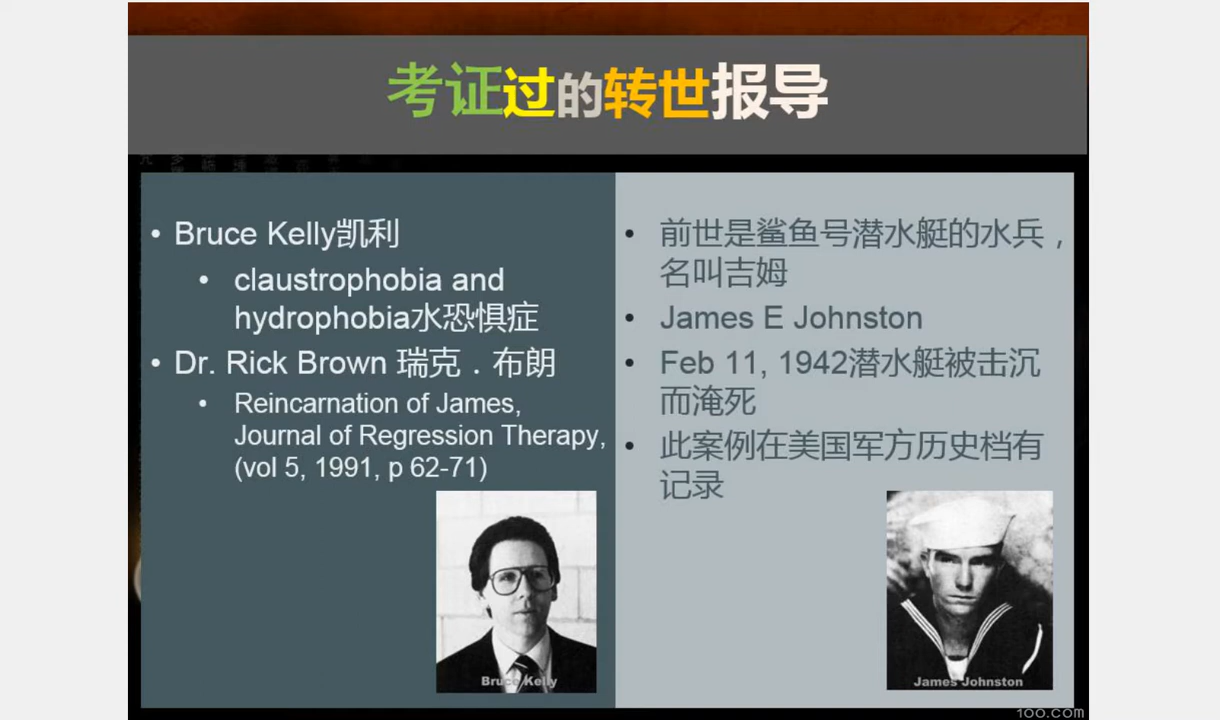 考证过的转世报导
• Bruce Kelly凯利
• claustrophobia and
hydrophobia水恐惧症
• Dr. Rick Brown 瑞克．布朗
• Reincarnation of James,
Journal of Regression Therapy,
(vol 5, 1991, p 62-71)
Bruce Kelly
• 前世是鲨鱼号潜水艇的水兵，
名叫吉姆
• James E Johnston
• Feb 11, 1942潜水艇被击沉
而淹死
• 此案例在美国军方历史档有
记录
James Johnston
100.com